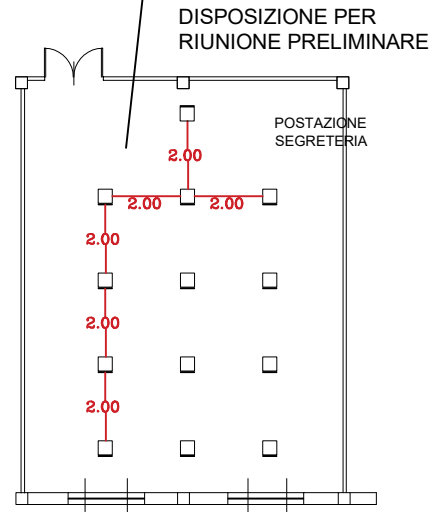 DISPOSIZIONE PER
RIUNIONE PRELIMINARE
POSTAZIONE
SEGRETERIA
2.00
2.00 2.00
2.00
2.00
2.00